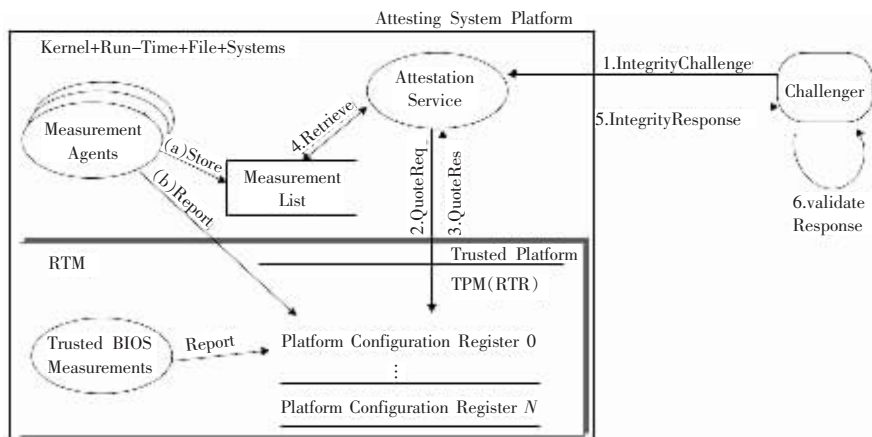 Attesting System Platform
Kernel+Run-Time+File+Systems
1.IntegrityChallenge
Attestation
Service
Challenger
Measurement
Agents
4.Retrieve
5.IntegrityResponse
(a)Store
Measurement
List
(b)Report
2.QuoteReq_
3.QuoteRes
6.validate
Response
RTM
Trusted Platform
TPM(RTR)
Trusted BIOS
Measurements
Report
Platform Configuration Register 0
⋮
Platform Configuration Register N